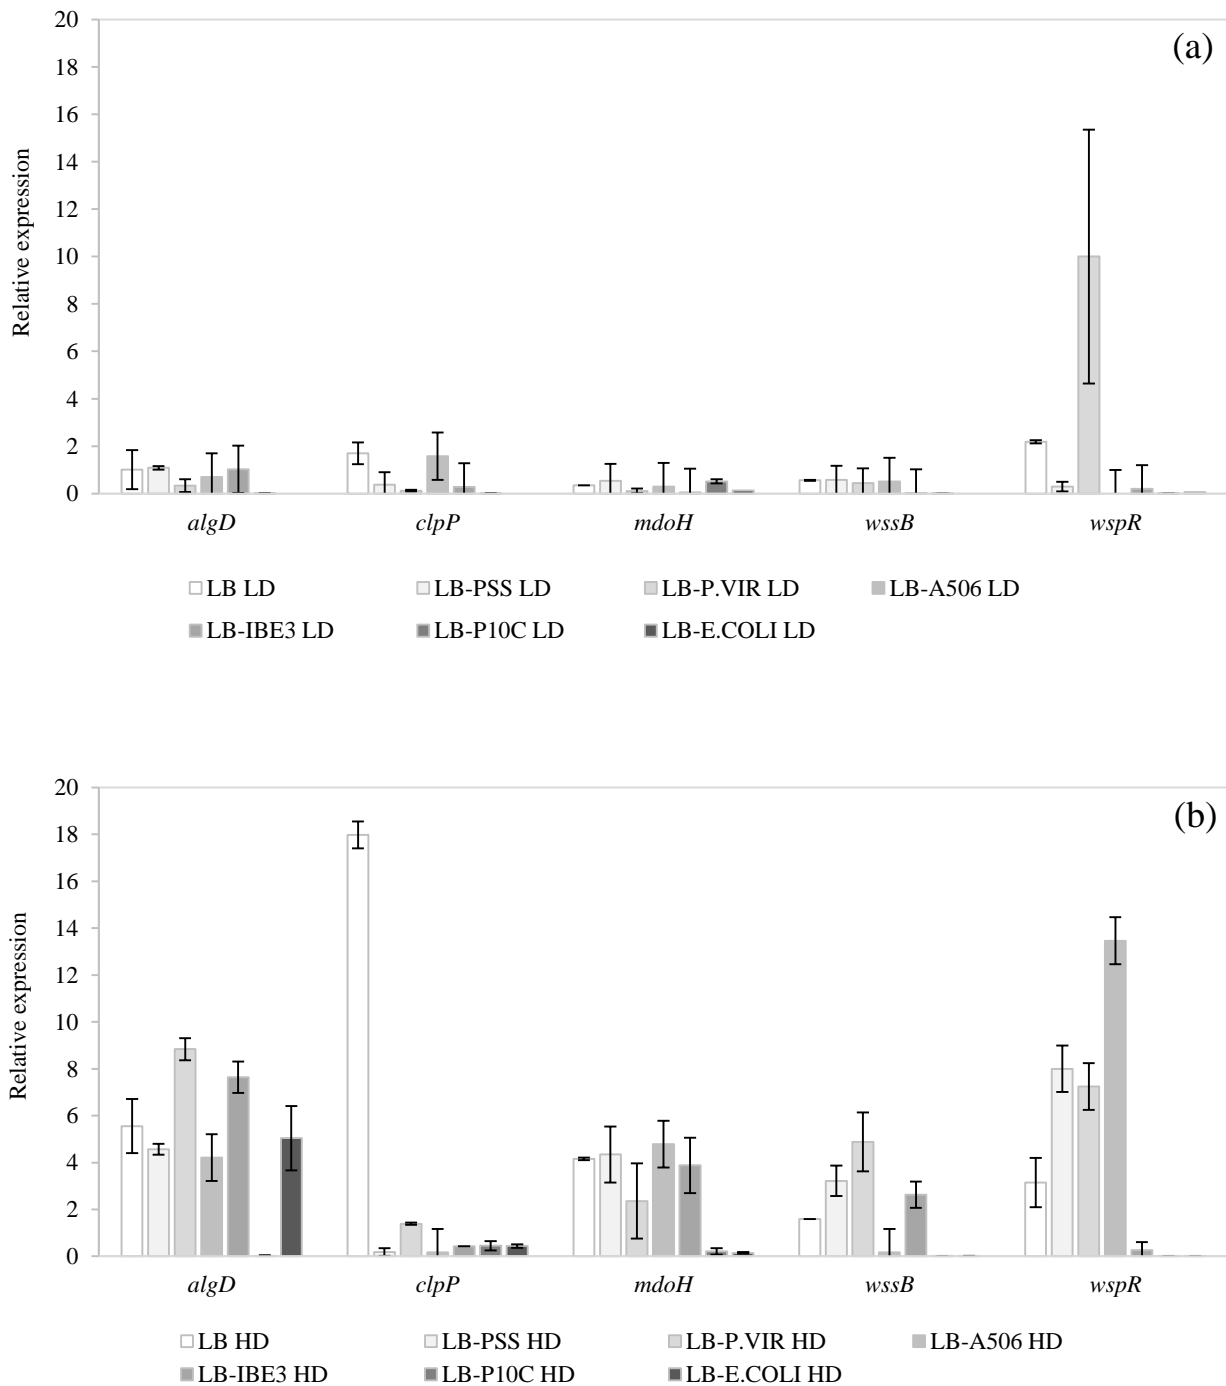 (a)
Relative expression
20
18
16
14
12
10
8
6
4
2
0
algD clpP mdoH wssB wspR
LB LD LB-PSS LD LB-P.VIR LD LB-A506 LD
LB-IBE3 LD LB-P10C LD LB-E.COLI LD
(b)
Relative expression
20
18
16
14
12
10
8
6
4
2
0
algD clpP mdoH wssB wspR
LB HD LB-PSS HD LB-P.VIR HD LB-A506 HD
LB-IBE3 HD LB-P10C HD LB-E.COLI HD